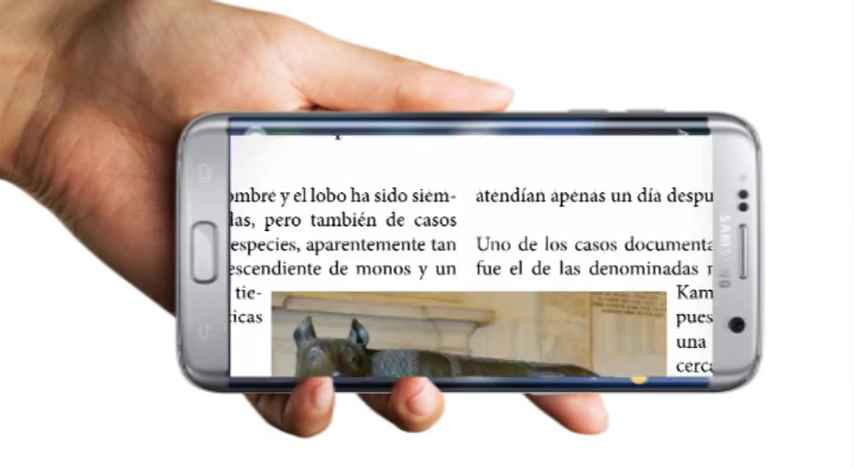 ombre y el lobo ha sido siem-
las, pero también de casos
especies, aparentemente tan
escendiente de monos y un
tie-
icas
atendían apenas un día despu
Uno de los casos documenta
fue el de las denominadas
Kam
pues
una
cerca
SAMSUNG